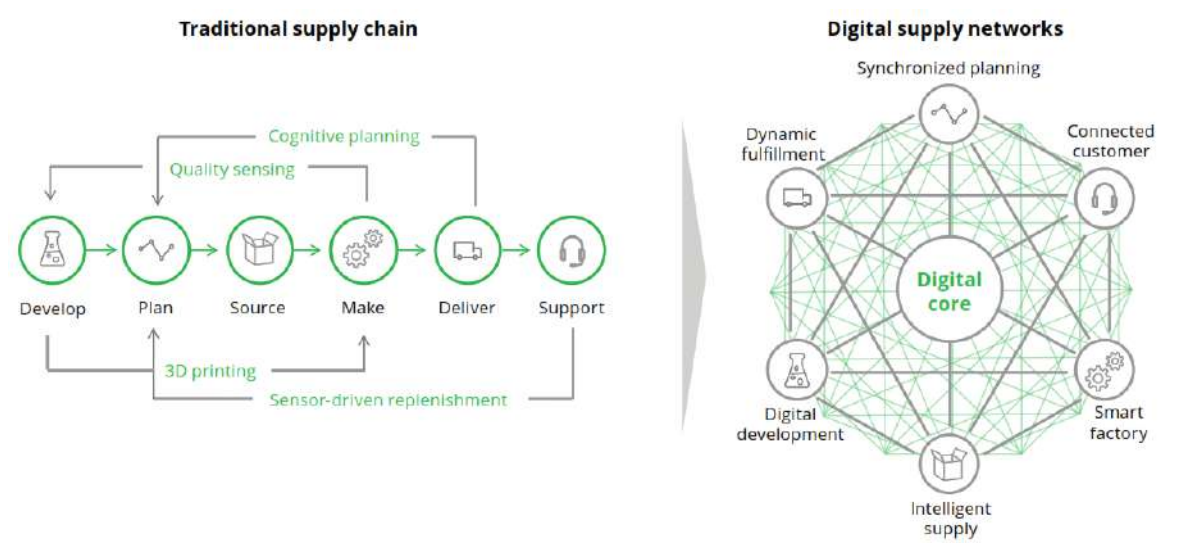 Traditional supply chain
Cognitive planning
Quality sensing
Develop
Plan
Source
Make
Deliver
Support
3D printing
Sensor-driven replenishment
Digital supply networks
Synchronized planning
Dynamic
fulfillment
Connected
customer
Digital
core
Digital
development
Smart
factory
Intelligent
supply